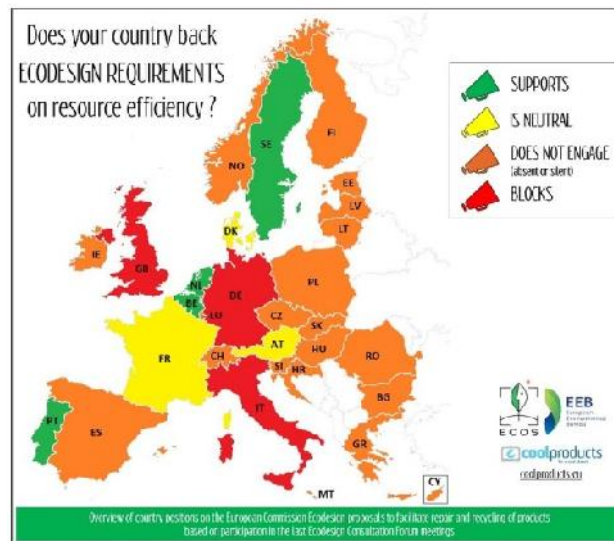 Does your country back
ECODESIGN REQUIREMENTS
on resource efficiency ?
SUPPORTS
IS NEUTRAL
DOES NOT ENGAGE
(absent or silent)
BLOCKS
SE
FI
NO
EE
LV
LT
DK
IE
GB
NL
BE
LU
DE
PL
CZ
SK
FR
CH
AT
HU
SI
HR
RO
IT
BG
PT
ES
GR
MT
CY
ECOS
EEB
European
Environmental
Bureau
coolproducts
coolproducts.eu
Overview of country positions on the European Commission Ecodesign proposals to facilitate repair and recycling of products
based on participation in the last Ecodesign Consultation Forum meetings